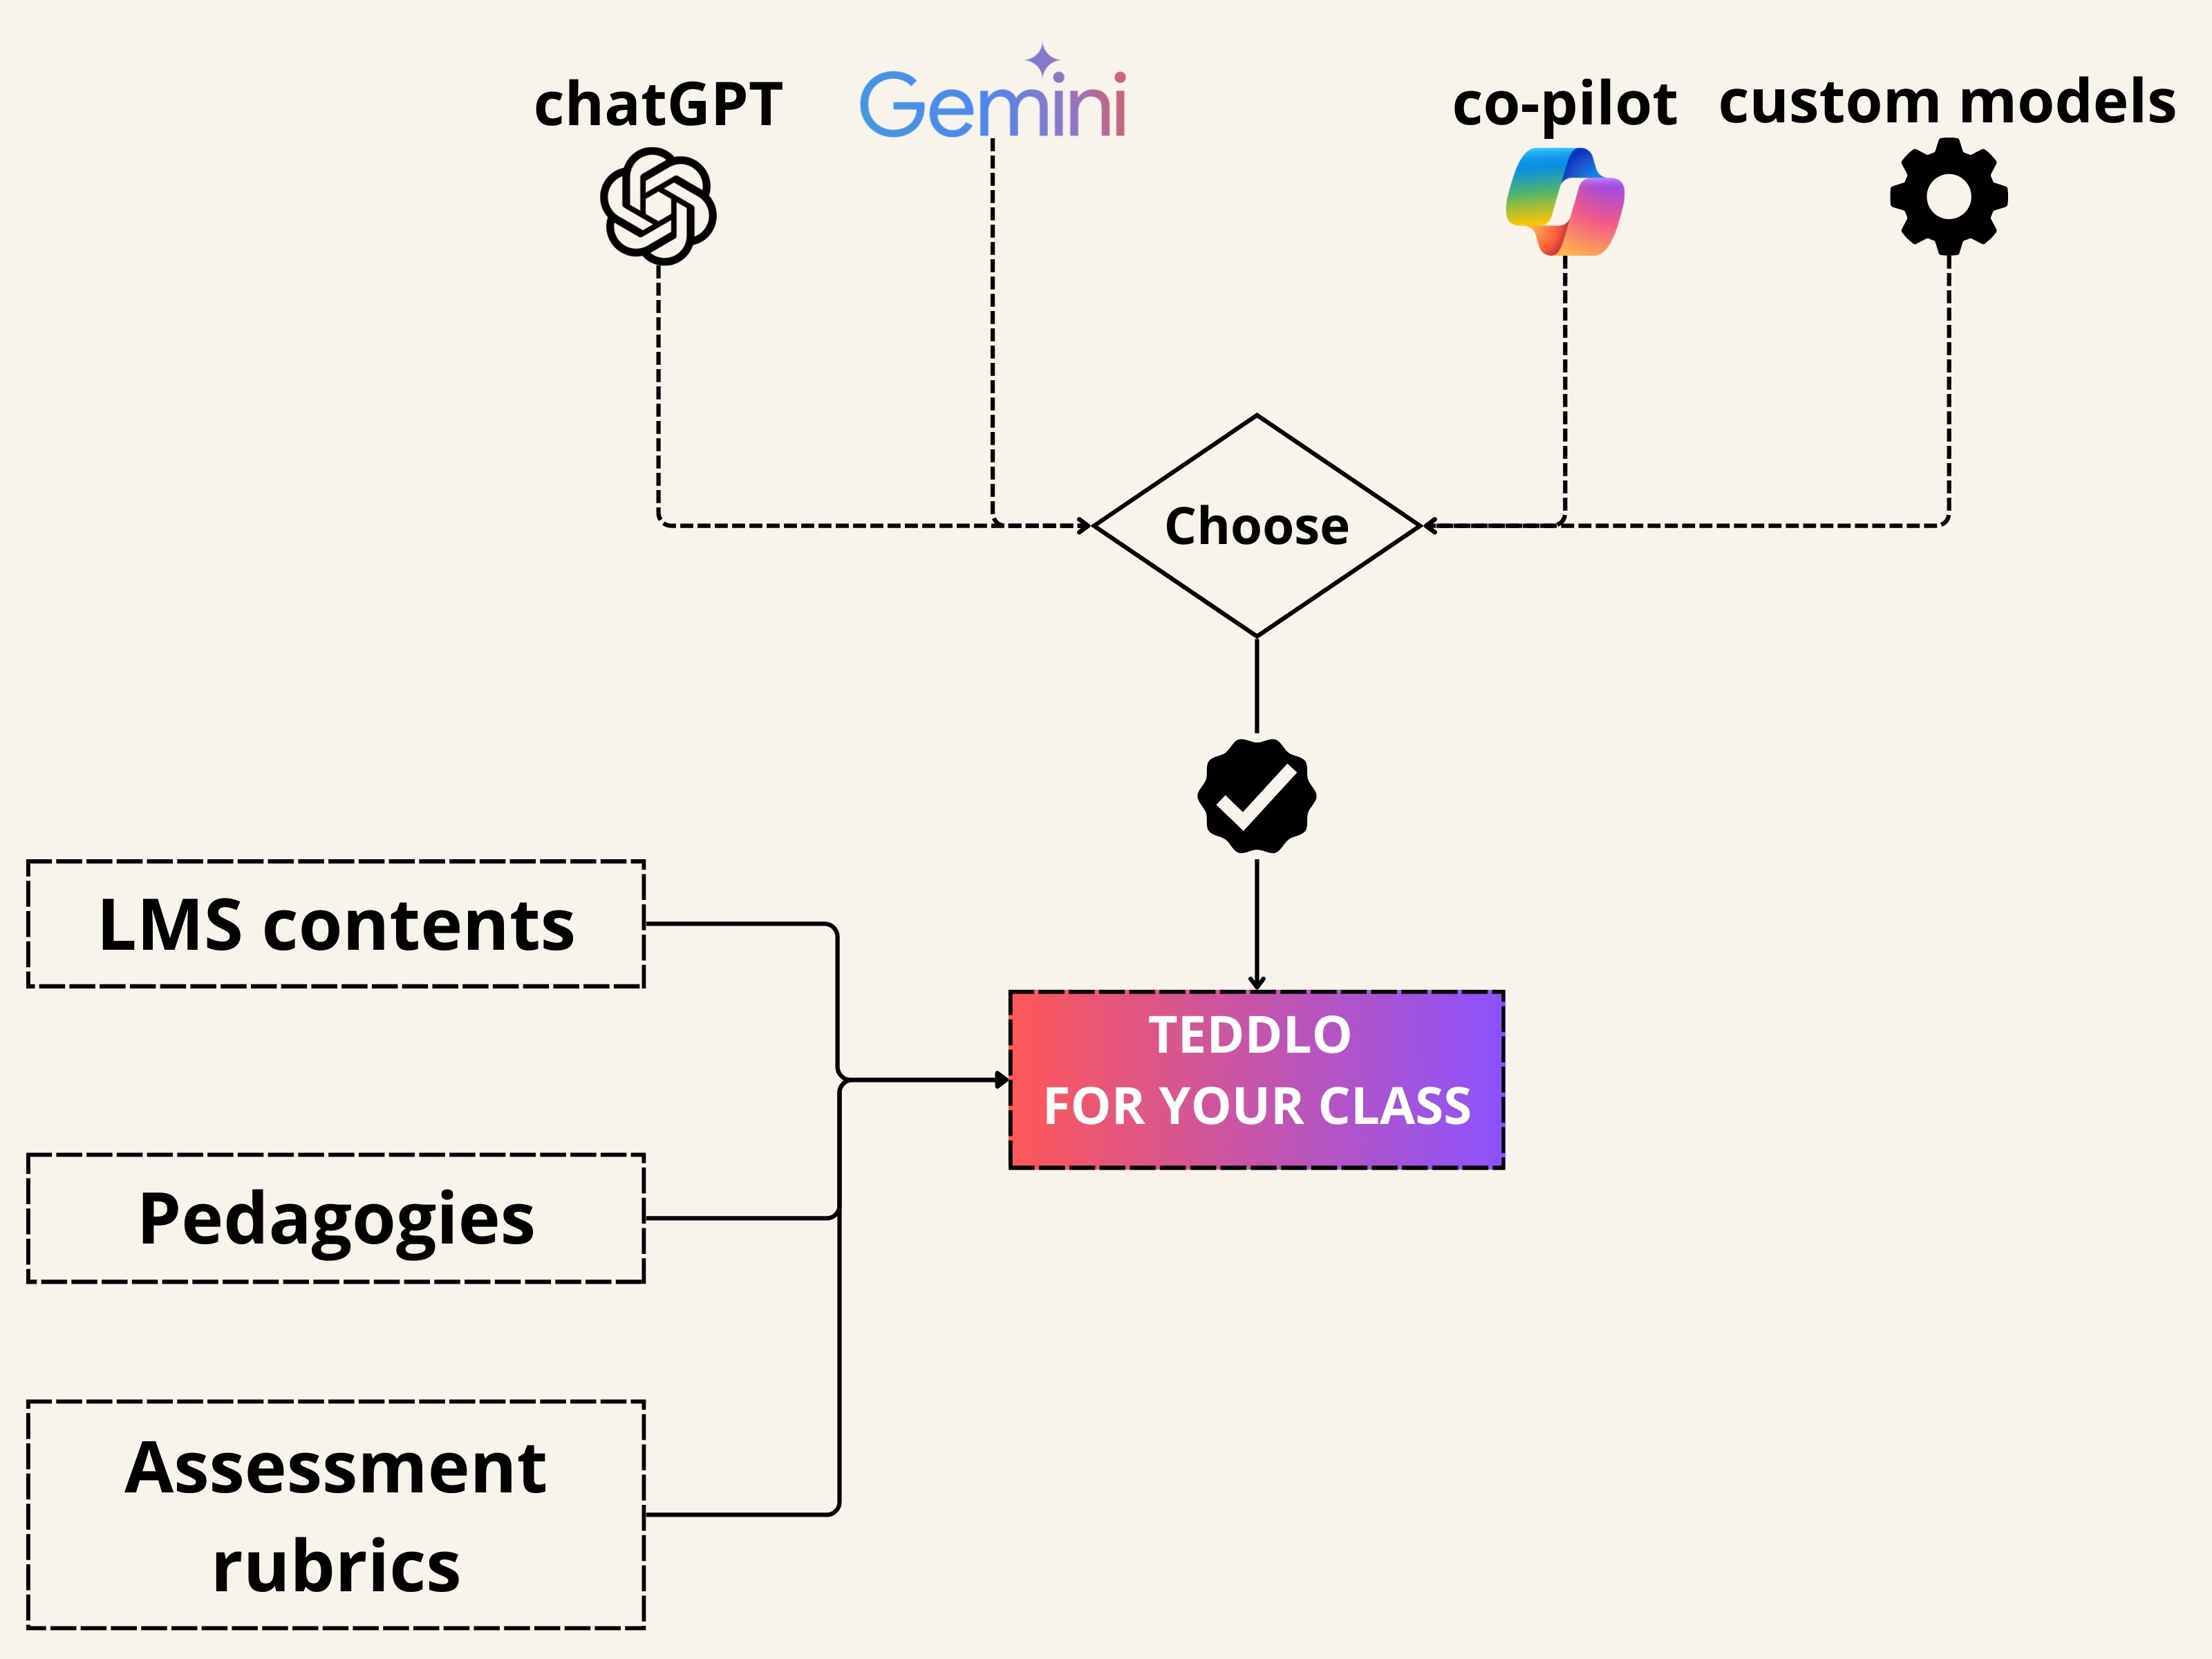 chatGPT
Gemini
co-pilot
custom models
Choose
LMS contents
TEDDLO
FOR YOUR CLASS
Pedagogies
Assessment
rubrics